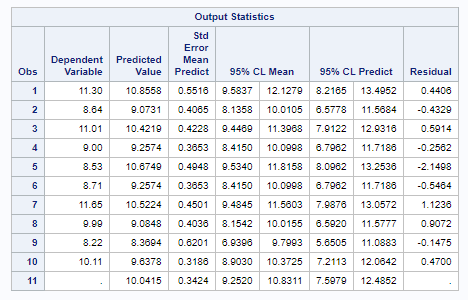 Output Statistics
Obs Dependent Variable Predicted Value Std Error Mean Predict 95% CL Mean 95% CL Predict Residual
1 11.30 10.8558 0.5516 9.5837 12.1279 8.2165 13.4952 0.4406
2 8.64 9.0731 0.4065 8.1358 10.0105 6.5778 11.5684 -0.4329
3 11.01 10.4219 0.4228 9.4469 11.3968 7.9122 12.9316 0.5914
4 9.00 9.2574 0.3653 8.4150 10.0998 6.7962 11.7186 -0.2562
5 8.53 10.6749 0.4948 9.5340 11.8158 8.0962 13.2536 -2.1498
6 8.71 9.2574 0.3653 8.4150 10.0998 6.7962 11.7186 -0.5464
7 11.65 10.5224 0.4501 9.4845 11.5603 7.9876 13.0572 1.1236
8 9.99 9.0848 0.4036 8.1542 10.0155 6.5920 11.5777 0.9072
9 8.22 8.3694 0.6201 6.9396 9.7993 5.6505 11.0883 -0.1475
10 10.11 9.6378 0.3186 8.9030 10.3725 7.2113 12.0642 0.4700
11 . 10.0415 0.3424 9.2520 10.8311 7.5979 12.4852 .